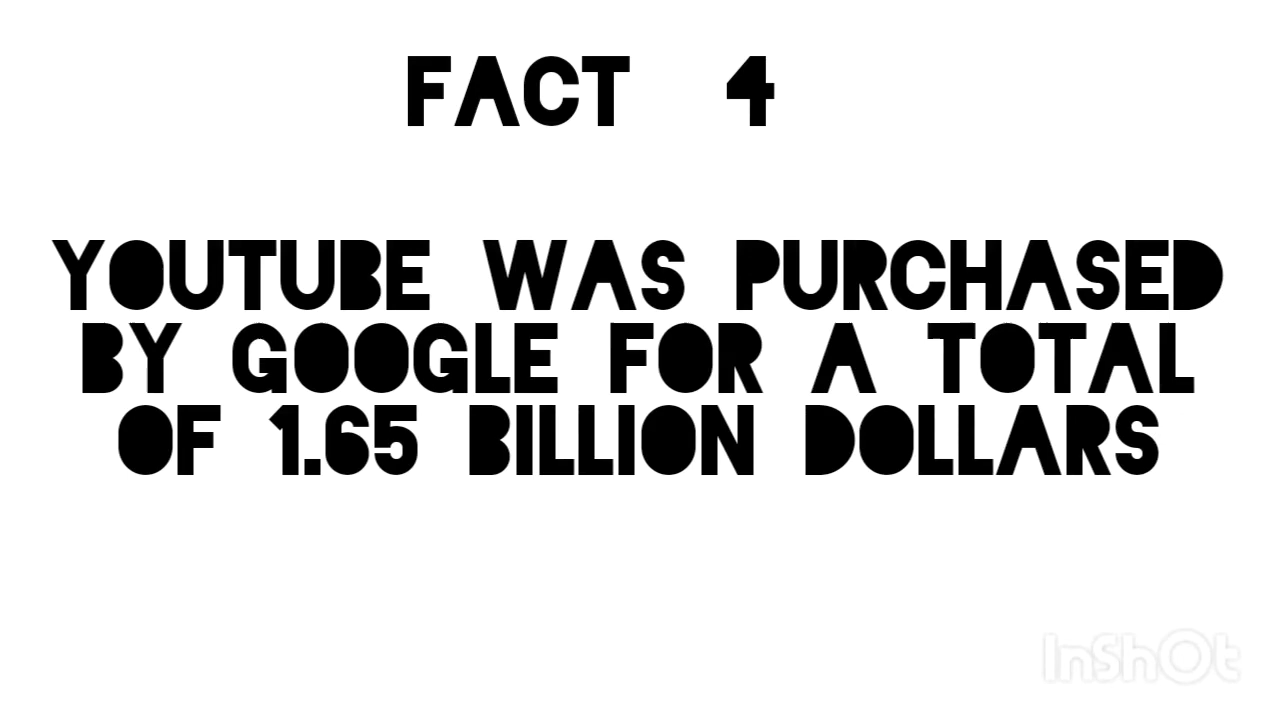 FACT 4
YOUTUBE WAS PURCHASED
BY GOOGLE FOR A TOTAL
OF 1.65 BILLION DOLLARS
InShOt